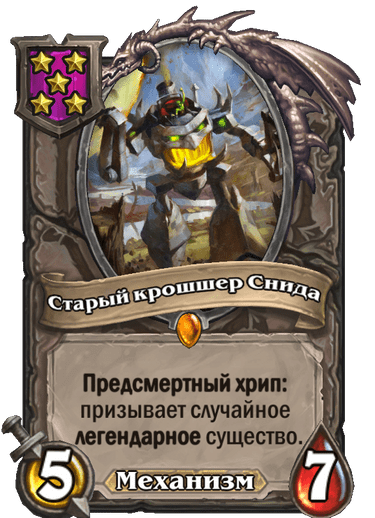 Старый крошшер Снида
Предсмертный хрип:
призывает случайное
легендарное существо.
5
Механизм
7